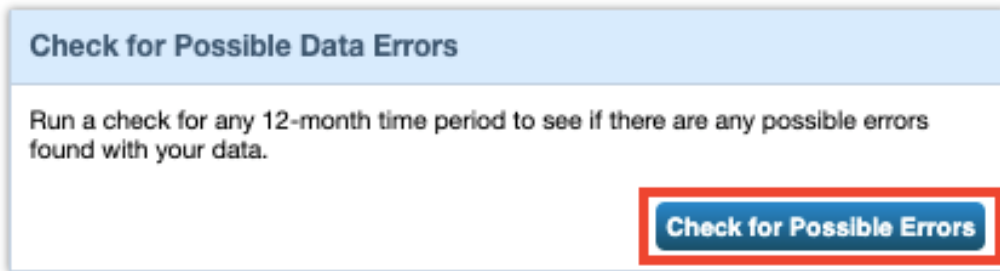 Check for Possible Data Errors
Run a check for any 12-month time period to see if there are any possible errors
found with your data.
Check for Possible Errors